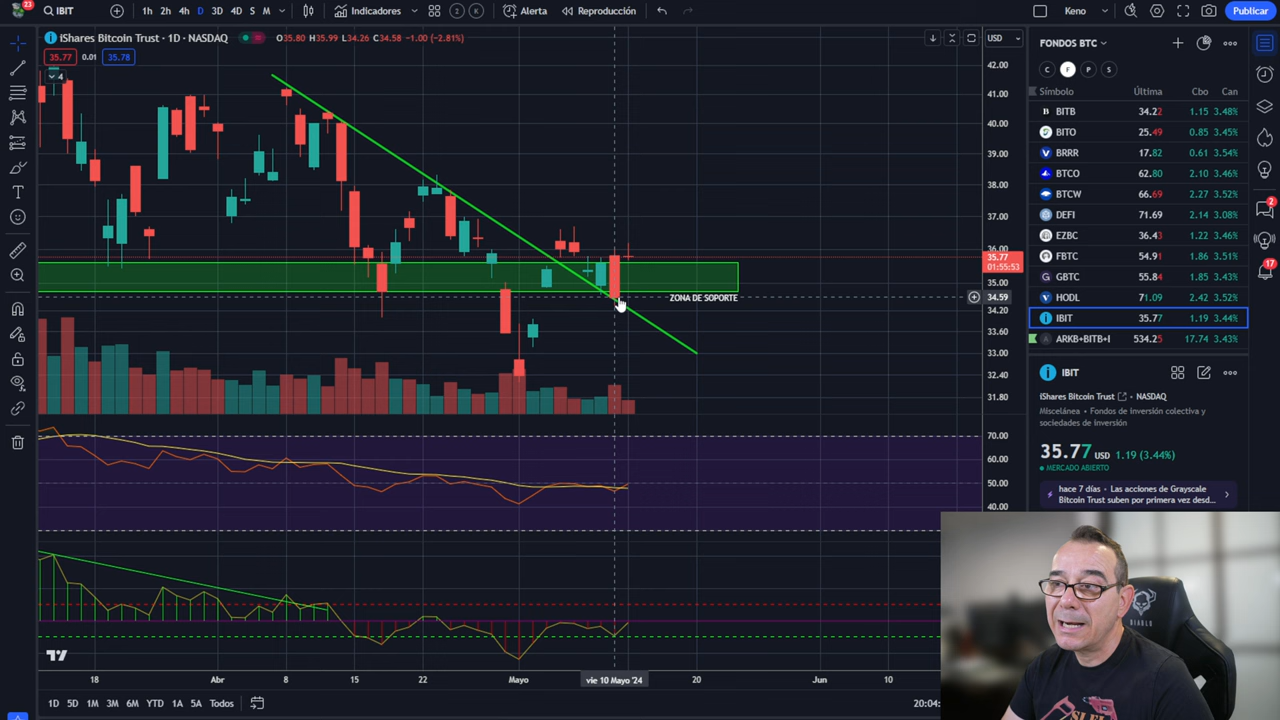 23
IBIT
1h 2h 4h D 3D 4D S M
Indicadores
2 K
Alerta
Reproducción
Keno
Publicar
iShares Bitcoin Trust · 1D · NASDAQ
O35.80 H35.99 L34.26 C34.58 −1.00 (−2.81%)
35.77 0.01 35.78
4
USD
42.00
41.00
40.00
39.00
38.00
37.00
36.00
35.77
01:55:53
35.00
34.59
34.20
33.60
33.00
32.40
31.80
ZONA DE SOPORTE
70.00
60.00
50.00
40.00
18 Abr 8 15 22 Mayo vie 10 Mayo '24 20 Jun 10
1D 5D 1M 3M 6M YTD 1A 5A Todos
20:04:
FONDOS BTC
C F P S
Símbolo Última Cbo Can
BITB 34.22 1.15 3.48%
BITO 25.49 0.85 3.45%
BRRR 17.82 0.61 3.54%
BTCO 62.80 2.10 3.46%
BTCW 66.69 2.27 3.52%
DEFI 71.69 2.14 3.08%
EZBC 36.43 1.22 3.46%
FBTC 54.91 1.86 3.51%
GBTC 55.84 1.85 3.43%
HODL 71.09 2.42 3.52%
IBIT 35.77 1.19 3.44%
ARKB+BITB+I 534.25 17.74 3.43%
IBIT
iShares Bitcoin Trust · NASDAQ
Miscelánea · Fondos de inversión colectiva y
sociedades de inversión
35.77 USD 1.19 (3.44%)
MERCADO ABIERTO
hace 7 días · Las acciones de Grayscale
Bitcoin Trust suben por primera vez desd...
2
17
DIABLO